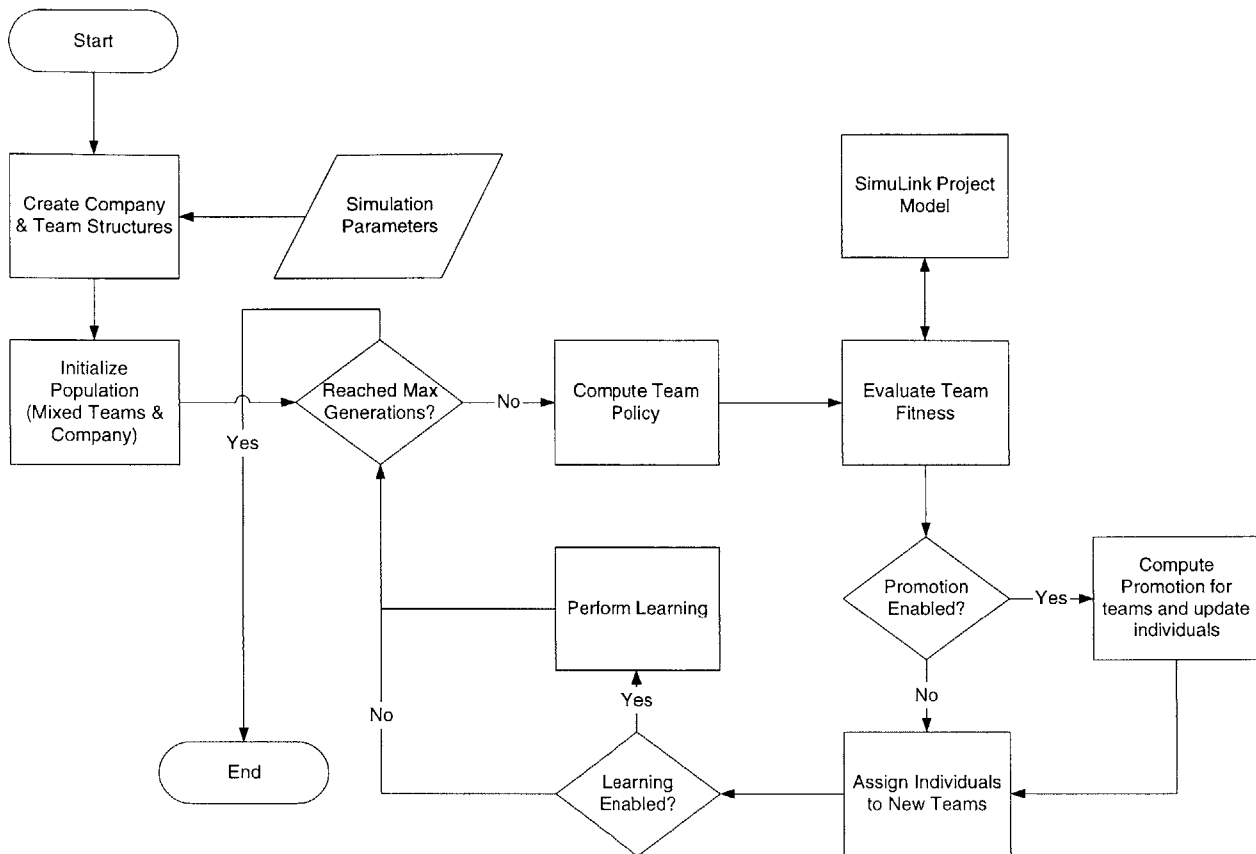 Start
Create Company
& Team Structures
Simulation
Parameters
SimuLink Project
Model
Initialize
Population
(Mixed Teams &
Company)
Reached Max
Generations?
No
Compute Team
Policy
Evaluate Team
Fitness
Yes
Promotion
Enabled?
Yes
Compute
Promotion for
teams and update
individuals
Perform Learning
No
Yes
No
End
Learning
Enabled?
Assign Individuals
to New Teams